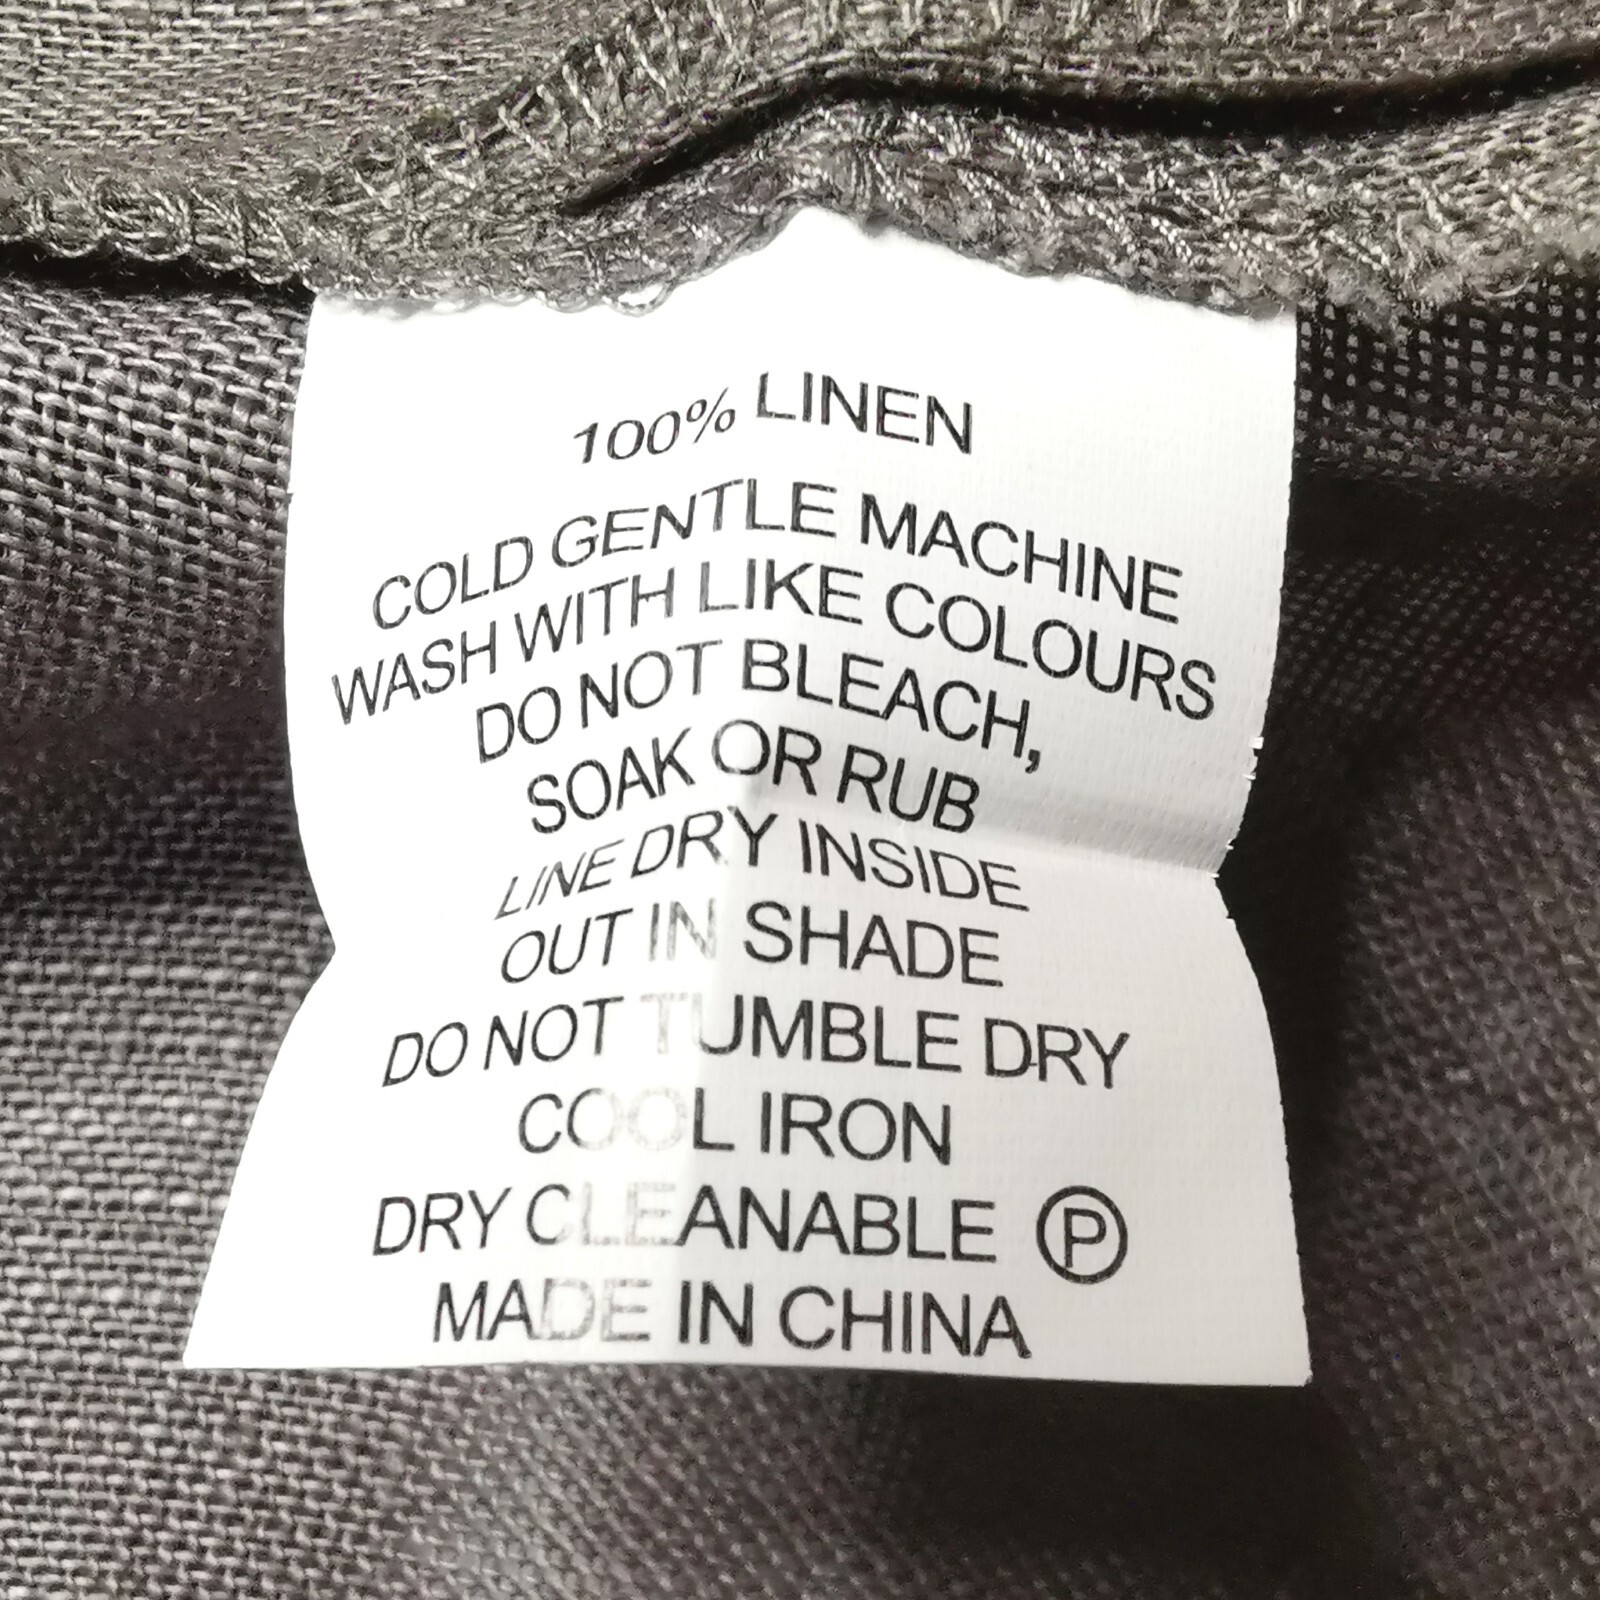 100% LINEN
COLD GENTLE MACHINE
WASH WITH LIKE COLOURS
DO NOT BLEACH,
SOAK OR RUB
LINE DRY INSIDE
OUT IN SHADE
DO NOT TUMBLE DRY
COOL IRON
DRY CLEANABLE Ⓟ
MADE IN CHINA